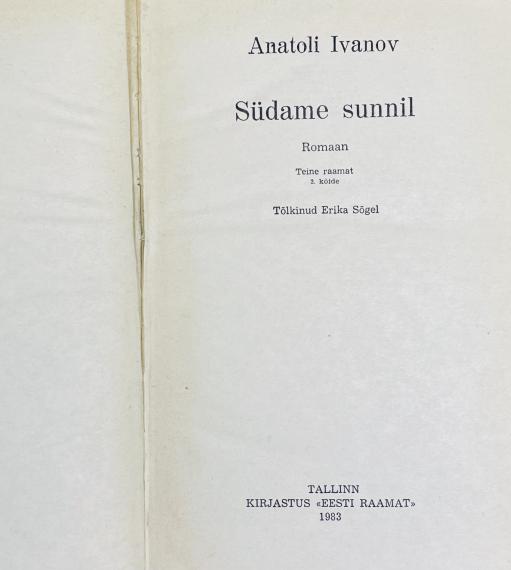 Anatoli Ivanov
Südame sunnil
Romaan
Teine raamat
2. köide
Tõlkinud Erika Sõgel
TALLINN
KIRJASTUS «EESTI RAAMAT»
1983